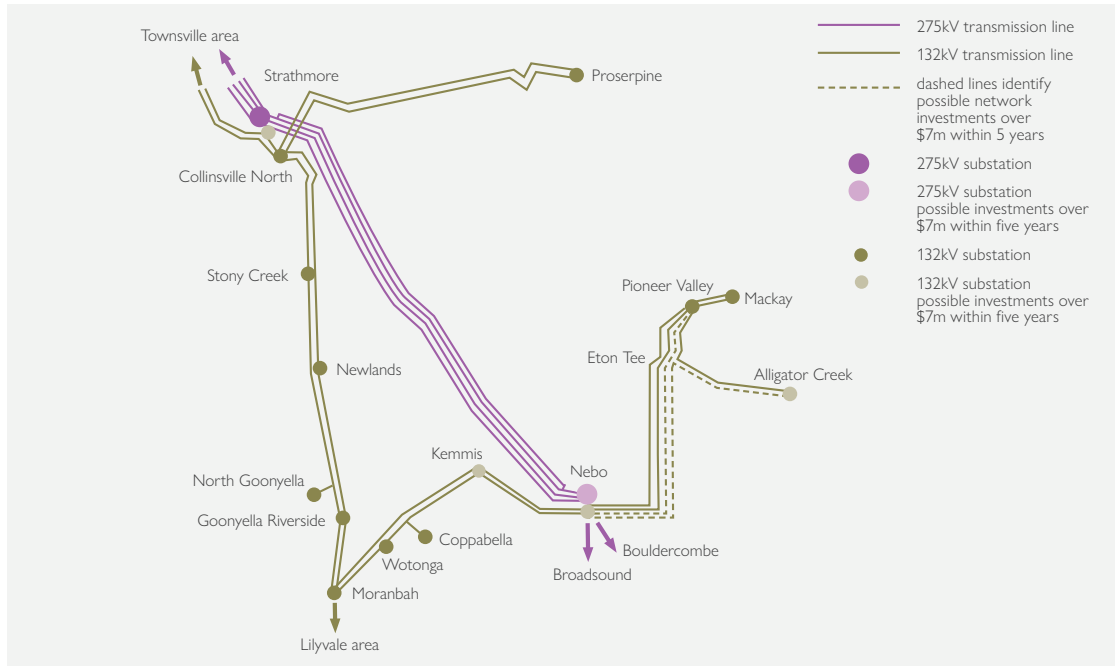 Townsville area
Strathmore
Proserpine
Collinsville North
Stony Creek
Newlands
North Goonyella
Goonyella Riverside
Moranbah
Lilyvale area
Wotonga
Coppabella
Kemmis
Nebo
Bouldercombe
Broadsound
Eton Tee
Pioneer Valley
Mackay
Alligator Creek
275kV transmission line
132kV transmission line
dashed lines identify
possible network
investments over
$7m within 5 years
275kV substation
275kV substation
possible investments over
$7m within five years
132kV substation
132kV substation
possible investments over
$7m within five years